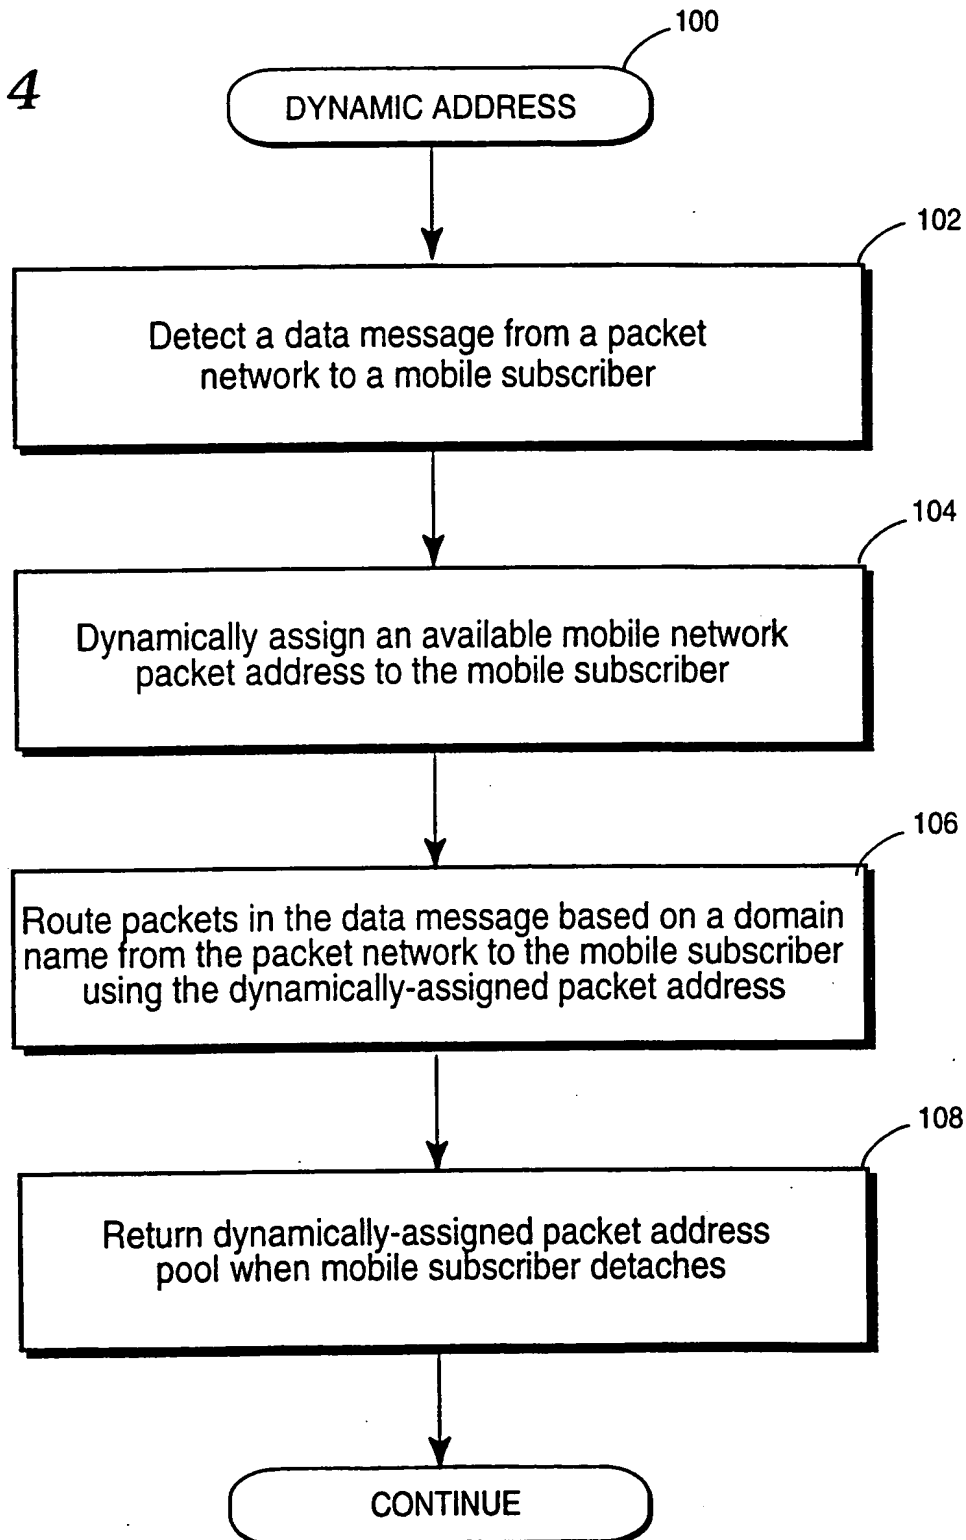 4
100
DYNAMIC ADDRESS
102
Detect a data message from a packet
network to a mobile subscriber
104
Dynamically assign an available mobile network
packet address to the mobile subscriber
106
Route packets in the data message based on a domain
name from the packet network to the mobile subscriber
using the dynamically-assigned packet address
108
Return dynamically-assigned packet address
pool when mobile subscriber detaches
CONTINUE